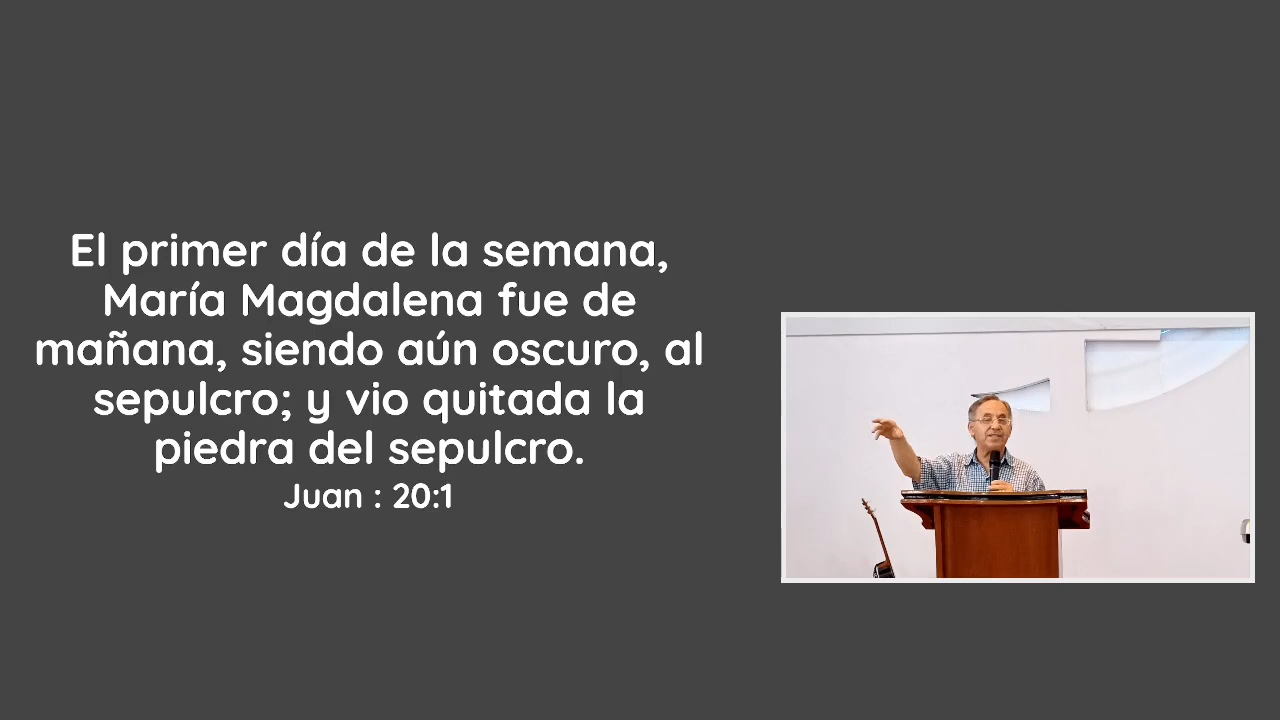 El primer día de la semana,
María Magdalena fue de
mañana, siendo aún oscuro, al
sepulcro; y vio quitada la
piedra del sepulcro.
Juan : 20:1